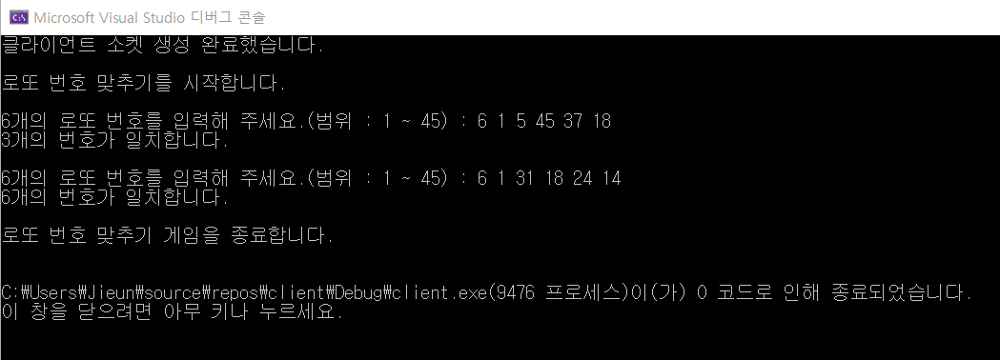 Microsoft Visual Studio 디버그 콘솔
클라이언트 소켓 생성 완료했습니다.
로또 번호 맞추기를 시작합니다.
6개의 로또 번호를 입력해 주세요.(범위 : 1 ~ 45) : 6 1 5 45 37 18
3개의 번호가 일치합니다.
6개의 로또 번호를 입력해 주세요.(범위 : 1 ~ 45) : 6 1 31 18 24 14
6개의 번호가 일치합니다.
로또 번호 맞추기 게임을 종료합니다.
C:₩Users₩Jieun₩source₩repos₩client₩Debug₩client.exe(9476 프로세스)이(가) 0 코드로 인해 종료되었습니다.
이 창을 닫으려면 아무 키나 누르세요.